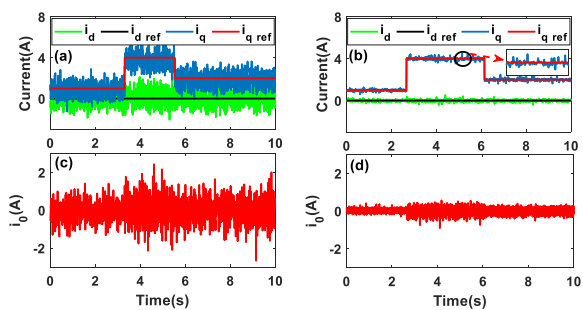 i_d i_d ref i_q i_q ref
(a)
Current(A)
8
4
0
0 2 4 6 8 10
i_d i_d ref i_q i_q ref
(b)
Current(A)
8
4
0
0 2 4 6 8 10
(c)
i_0(A)
2
0
-2
0 2 4 6 8 10
Time(s)
(d)
i_0(A)
2
0
-2
0 2 4 6 8 10
Time(s)